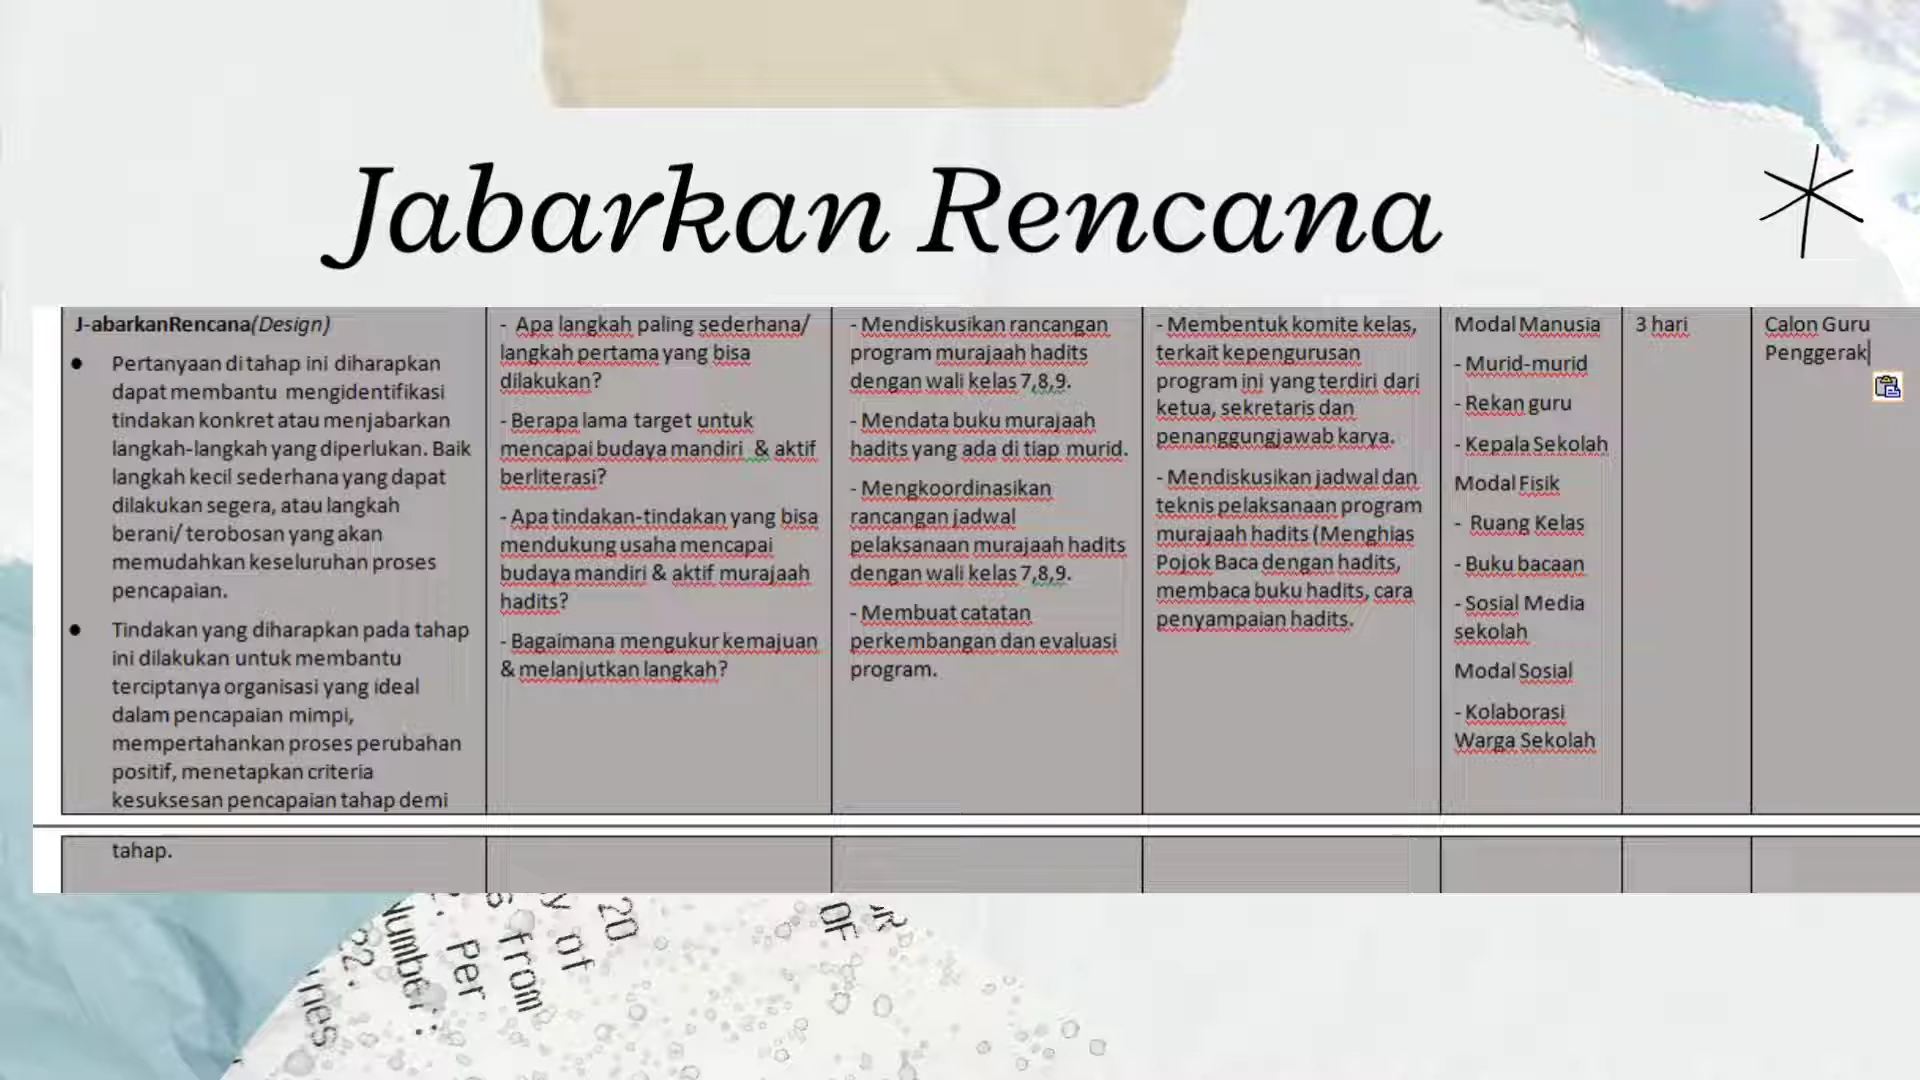 Jabarkan Rencana
J-abarkanRencana(Design)
● Pertanyaan di tahap ini diharapkan
dapat membantu mengidentifikasi
tindakan konkret atau menjabarkan
langkah-langkah yang diperlukan. Baik
langkah kecil sederhana yang dapat
dilakukan segera, atau langkah
berani/ terobosan yang akan
memudahkan keseluruhan proses
pencapaian.
● Tindakan yang diharapkan pada tahap
ini dilakukan untuk membantu
terciptanya organisasi yang ideal
dalam pencapaian mimpi,
mempertahankan proses perubahan
positif, menetapkan criteria
kesuksesan pencapaian tahap demi
tahap.
- Apa langkah paling sederhana/
langkah pertama yang bisa
dilakukan?
- Berapa lama target untuk
mencapai budaya mandiri & aktif
berliterasi?
- Apa tindakan-tindakan yang bisa
mendukung usaha mencapai
budaya mandiri & aktif murajaah
hadits?
- Bagaimana mengukur kemajuan
& melanjutkan langkah?
- Mendiskusikan rancangan
program murajaah hadits
dengan wali kelas 7,8,9.
- Mendata buku murajaah
hadits yang ada di tiap murid.
- Mengkoordinasikan
rancangan jadwal
pelaksanaan murajaah hadits
dengan wali kelas 7,8,9.
- Membuat catatan
perkembangan dan evaluasi
program.
- Membentuk komite kelas,
terkait kepengurusan
program ini yang terdiri dari
ketua, sekretaris dan
penanggungjawab karya.
- Mendiskusikan jadwal dan
teknis pelaksanaan program
murajaah hadits (Menghias
Pojok Baca dengan hadits,
membaca buku hadits, cara
penyampaian hadits.
Modal Manusia
- Murid-murid
- Rekan guru
- Kepala Sekolah
Modal Fisik
- Ruang Kelas
- Buku bacaan
- Sosial Media
sekolah
Modal Sosial
- Kolaborasi
Warga Sekolah
3 hari
Calon Guru
Penggerak
20
y of
from
Per
Number:
22.
OF